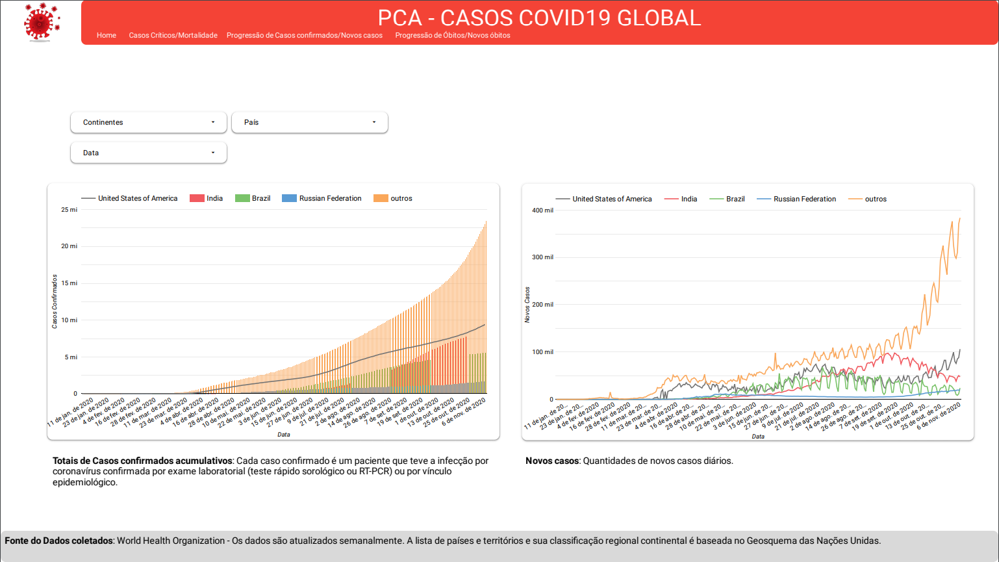 PCA - CASOS COVID19 GLOBAL
Home Casos Críticos/Mortalidade Progressão de Casos confirmados/Novos casos Progressão de Óbitos/Novos óbitos
Continentes País
Data
United States of America India Brazil Russian Federation outros
25 mi
20 mi
15 mi
10 mi
5 mi
0
Casos Confirmados
11 de jan. de 2020
23 de jan. de 2020
4 de fev. de 2020
16 de fev. de 2020
28 de fev. de 2020
11 de mar. de 2020
23 de mar. de 2020
4 de abr. de 2020
16 de abr. de 2020
28 de abr. de 2020
10 de mai. de 2020
22 de mai. de 2020
3 de jun. de 2020
15 de jun. de 2020
27 de jun. de 2020
9 de jul. de 2020
21 de jul. de 2020
2 de ago. de 2020
14 de ago. de 2020
26 de ago. de 2020
7 de set. de 2020
19 de set. de 2020
1 de out. de 2020
13 de out. de 2020
25 de out. de 2020
6 de nov. de 2020
Data
United States of America India Brazil Russian Federation outros
400 mil
300 mil
200 mil
100 mil
0
Novos Casos
11 de jan. de 20...
23 de jan. de 20...
4 de fev. de 2020
16 de fev. de 2020
28 de fev. de 2020
11 de mar. de 20...
23 de mar. de 20...
4 de abr. de 2020
16 de abr. de 20...
28 de abr. de 20...
10 de mai. de 20...
22 de mai. de 20...
3 de jun. de 2020
15 de jun. de 20...
27 de jun. de 20...
9 de jul. de 2020
21 de jul. de 2020
2 de ago. de 2020
14 de ago. de 20...
26 de ago. de 20...
7 de set. de 2020
19 de set. de 2020
1 de out. de 2020
13 de out. de 20...
25 de out. de 20...
6 de nov. de 2020
Data
Totais de Casos confirmados acumulativos: Cada caso confirmado é um paciente que teve a infecção por
coronavírus confirmada por exame laboratorial (teste rápido sorológico ou RT-PCR) ou por vínculo
epidemiológico.
Novos casos: Quantidades de novos casos diários.
Fonte do Dados coletados: World Health Organization - Os dados são atualizados semanalmente. A lista de países e territórios e sua classificação regional continental é baseada no Geosquema das Nações Unidas.